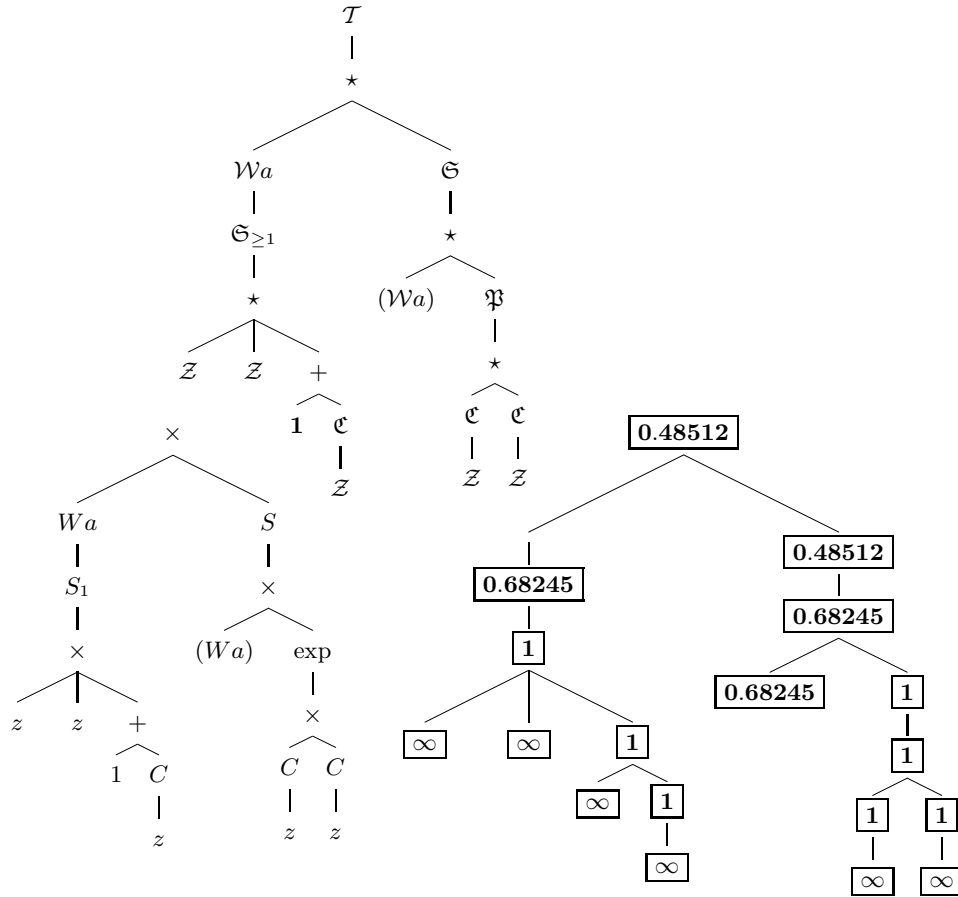 𝒯
⋆
𝒲a 𝔖
𝔖≥1 ⋆
⋆ (𝒲a) 𝔓
𝒵 𝒵 + ⋆
1 ℭ ℭ ℭ
𝒵 𝒵 𝒵
×
Wa S
S₁ ×
× (Wa) exp
z z + ×
1 C C C
z z z
0.48512
0.48512
0.68245 0.68245
1 0.68245 1
∞ ∞ 1 1
∞ 1 1 1
∞ ∞ ∞